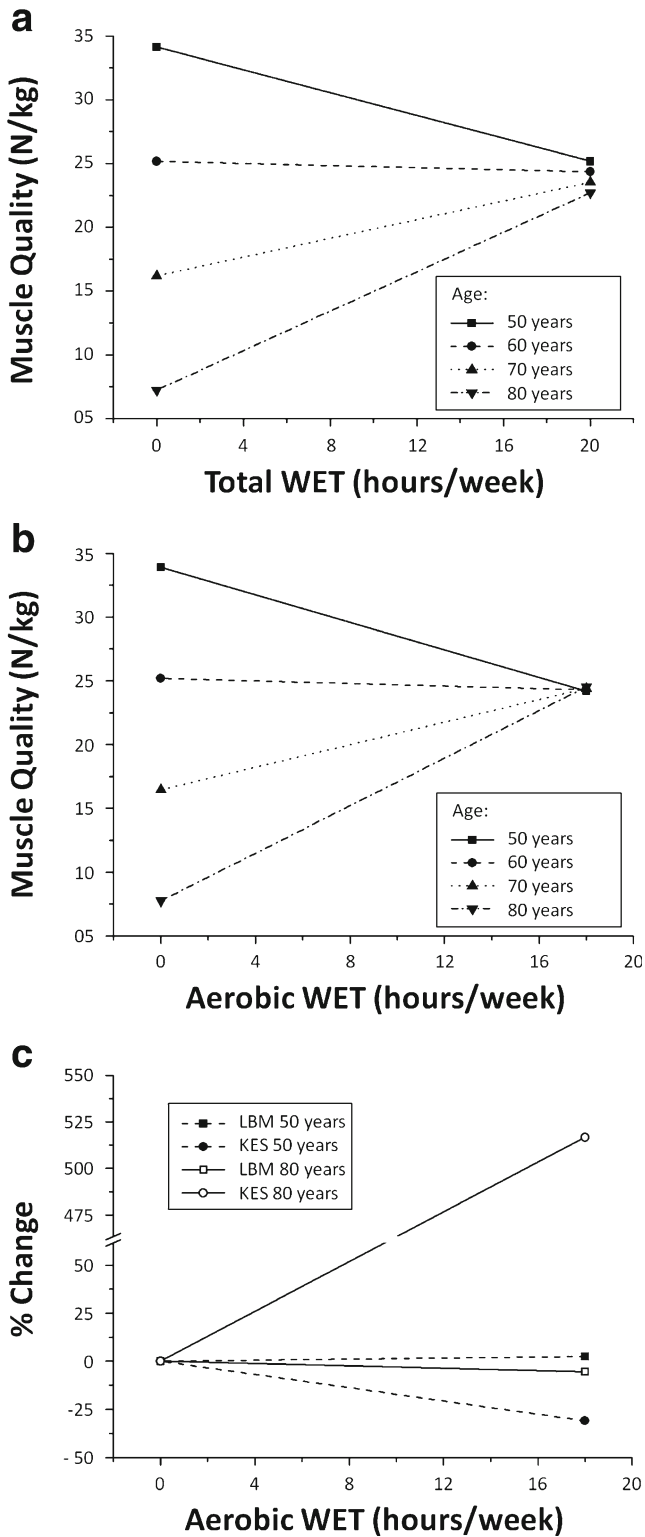 a
Muscle Quality (N/kg)
35
30
25
20
15
10
05
Age:
50 years
60 years
70 years
80 years
0 4 8 12 16 20
Total WET (hours/week)
b
Muscle Quality (N/kg)
35
30
25
20
15
10
05
Age:
50 years
60 years
70 years
80 years
0 4 8 12 16 20
Aerobic WET (hours/week)
c
% Change
550
525
500
475
50
25
0
-25
- 50
LBM 50 years
KES 50 years
LBM 80 years
KES 80 years
0 4 8 12 16 20
Aerobic WET (hours/week)